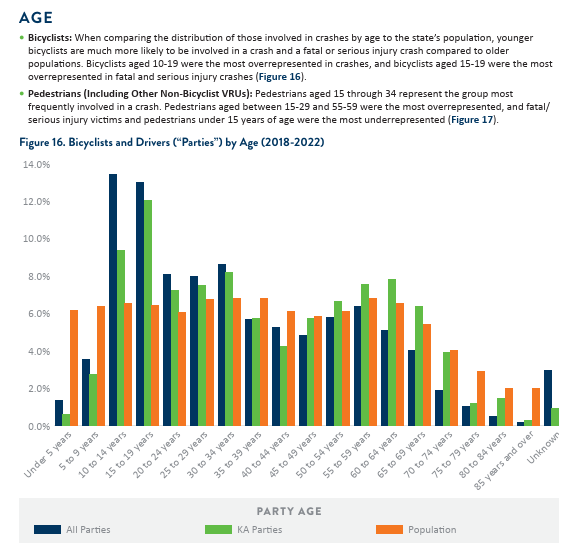 AGE
• Bicyclists: When comparing the distribution of those involved in crashes by age to the state's population, younger
bicyclists are much more likely to be involved in a crash and a fatal or serious injury crash compared to older
populations. Bicyclists aged 10-19 were the most overrepresented in crashes, and bicyclists aged 15-19 were the most
overrepresented in fatal and serious injury crashes (Figure 16).
• Pedestrians (Including Other Non-Bicyclist VRUs): Pedestrians aged 15 through 34 represent the group most
frequently involved in a crash. Pedestrians aged between 15-29 and 55-59 were the most overrepresented, and fatal/
serious injury victims and pedestrians under 15 years of age were the most underrepresented (Figure 17).
Figure 16. Bicyclists and Drivers ("Parties") by Age (2018-2022)
14.0%
12.0%
10.0%
8.0%
6.0%
4.0%
2.0%
0.0%
Under 5 years
5 to 9 years
10 to 14 years
15 to 19 years
20 to 24 years
25 to 29 years
30 to 34 years
35 to 39 years
40 to 44 years
45 to 49 years
50 to 54 years
55 to 59 years
60 to 64 years
65 to 69 years
70 to 74 years
75 to 79 years
80 to 84 years
85 years and over
Unknown
PARTY AGE
All Parties
KA Parties
Population